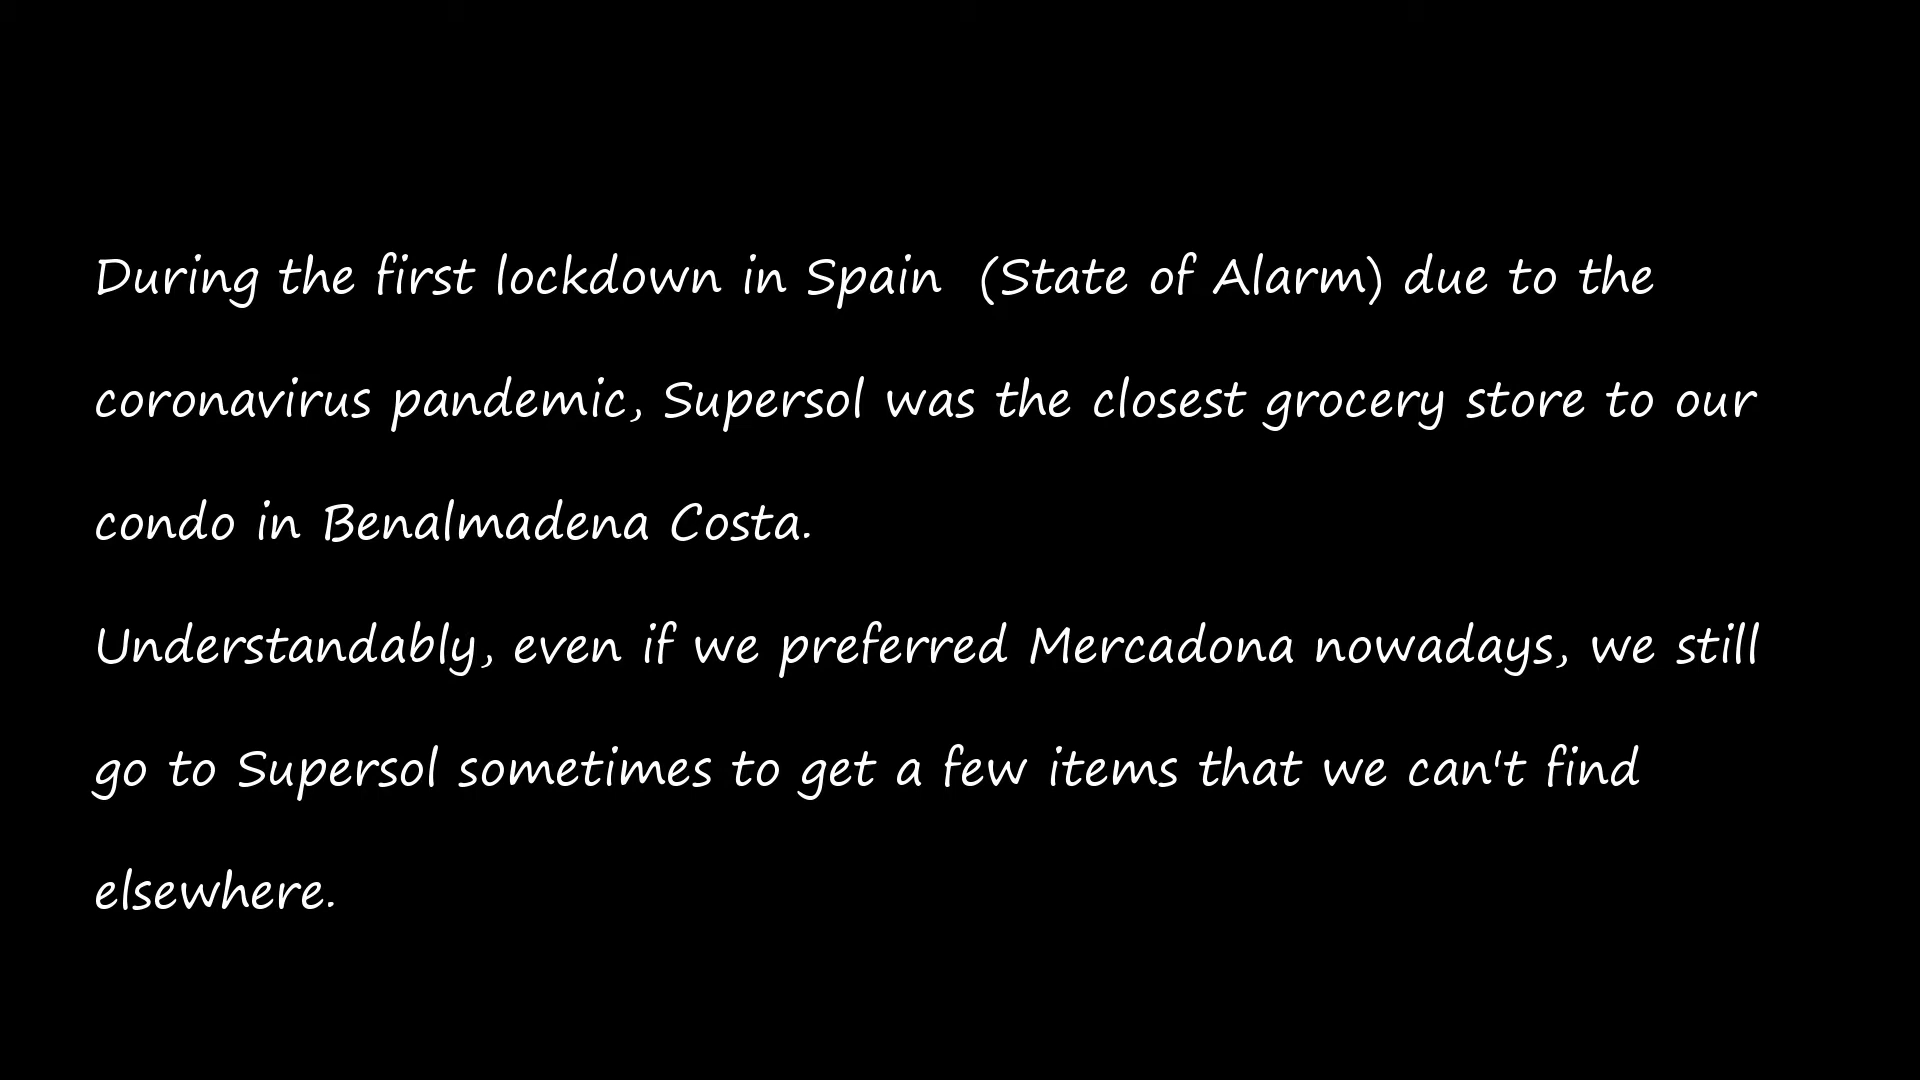 During the first lockdown in Spain  (State of Alarm) due to the
coronavirus pandemic, Supersol was the closest grocery store to our
condo in Benalmadena Costa.
Understandably, even if we preferred Mercadona nowadays, we still
go to Supersol sometimes to get a few items that we can't find
elsewhere.